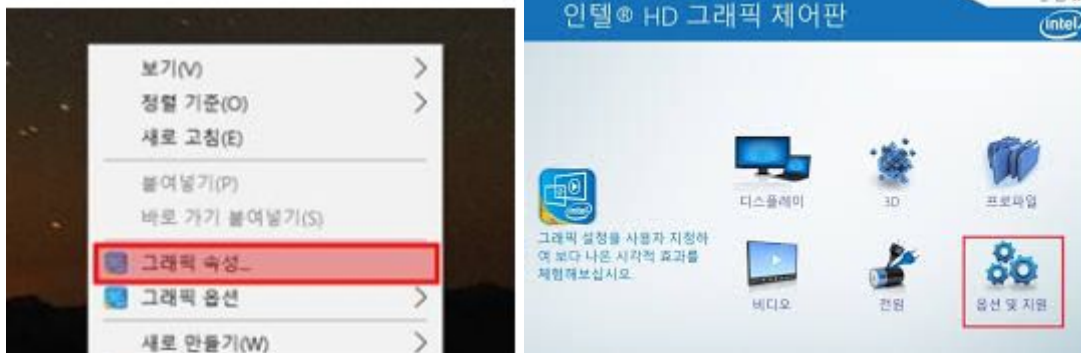 보기(V)
정렬 기준(O)
새로 고침(E)
붙여넣기(P)
바로 가기 붙여넣기(S)
그래픽 속성...
그래픽 옵션
새로 만들기(W)
인텔® HD 그래픽 제어판
intel
디스플레이
3D
프로파일
그래픽 설정을 사용자 지정하
여 보다 나은 시각적 효과를
체험해보십시오.
비디오
전원
옵션 및 지원